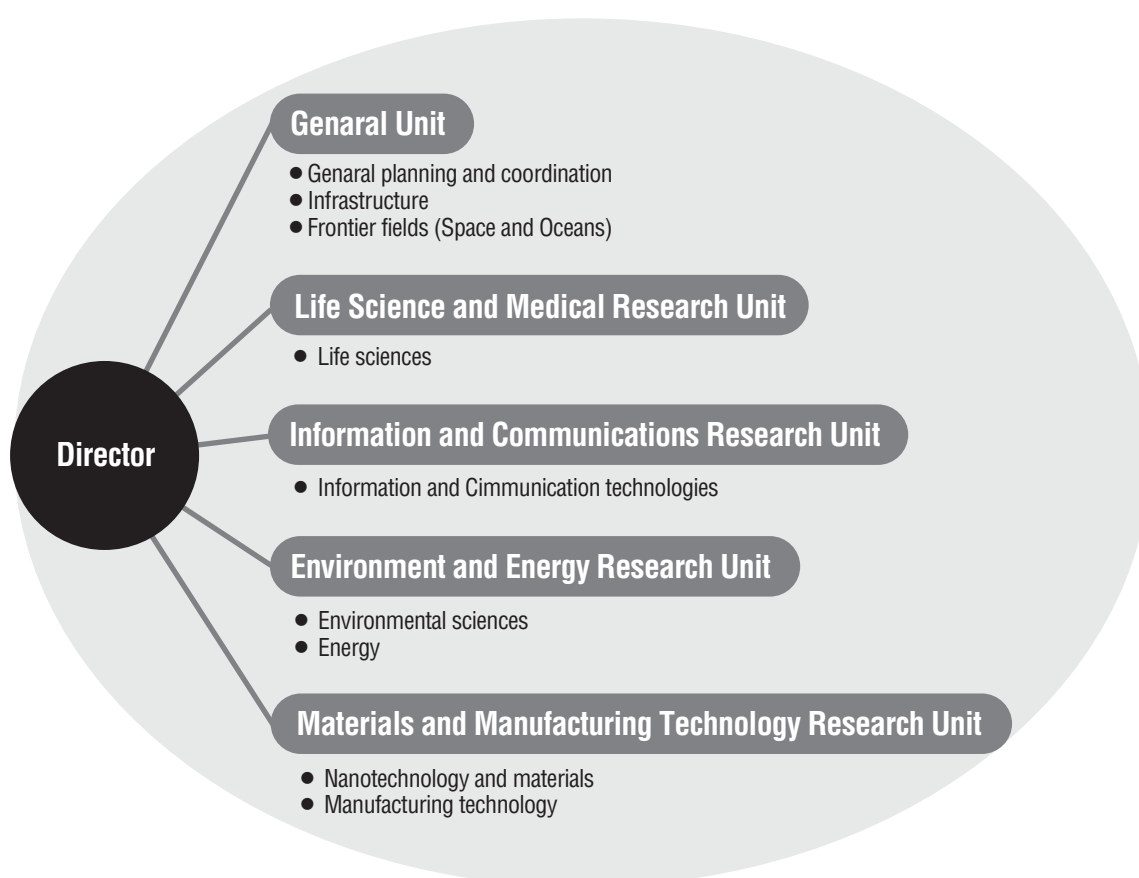 Genaral Unit
● Genaral planning and coordination
● Infrastructure
● Frontier fields (Space and Oceans)
Life Science and Medical Research Unit
● Life sciences
Information and Communications Research Unit
Director
● Information and Cimmunication technologies
Environment and Energy Research Unit
● Environmental sciences
● Energy
Materials and Manufacturing Technology Research Unit
● Nanotechnology and materials
● Manufacturing technology